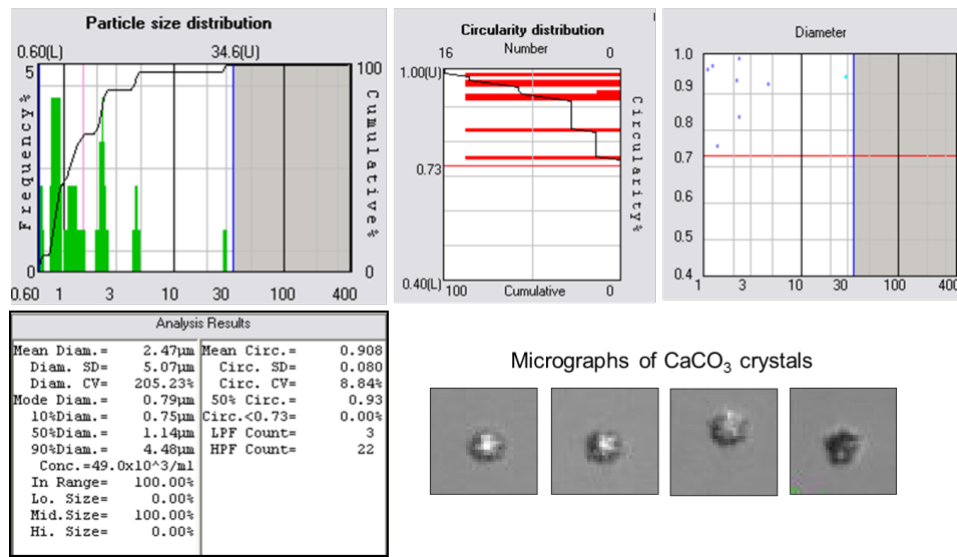 Particle size distribution
0.60(L) 34.6(U)
5 100
Frequency%
Cumulative%
0 0
0.60 1 3 10 30 100 400
Circularity distribution
16 Number 0
1.00(U)
0.73
Circularity%
0.40(L)
100 Cumulative 0
Diameter
1.0
0.9
0.8
0.7
0.6
0.5
0.4
1 3 10 30 100 400
Analysis Results
Mean Diam.= 2.47µm Mean Circ.= 0.908
Diam. SD= 5.07µm Circ. SD= 0.080
Diam. CV= 205.23% Circ. CV= 8.84%
Mode Diam.= 0.79µm 50% Circ.= 0.93
10%Diam.= 0.75µm Circ.<0.73= 0.00%
50%Diam.= 1.14µm LPF Count= 3
90%Diam.= 4.48µm HPF Count= 22
Conc.=49.0x10^3/ml
In Range= 100.00%
Lo. Size= 0.00%
Mid.Size= 100.00%
Hi. Size= 0.00%
Micrographs of CaCO₃ crystals